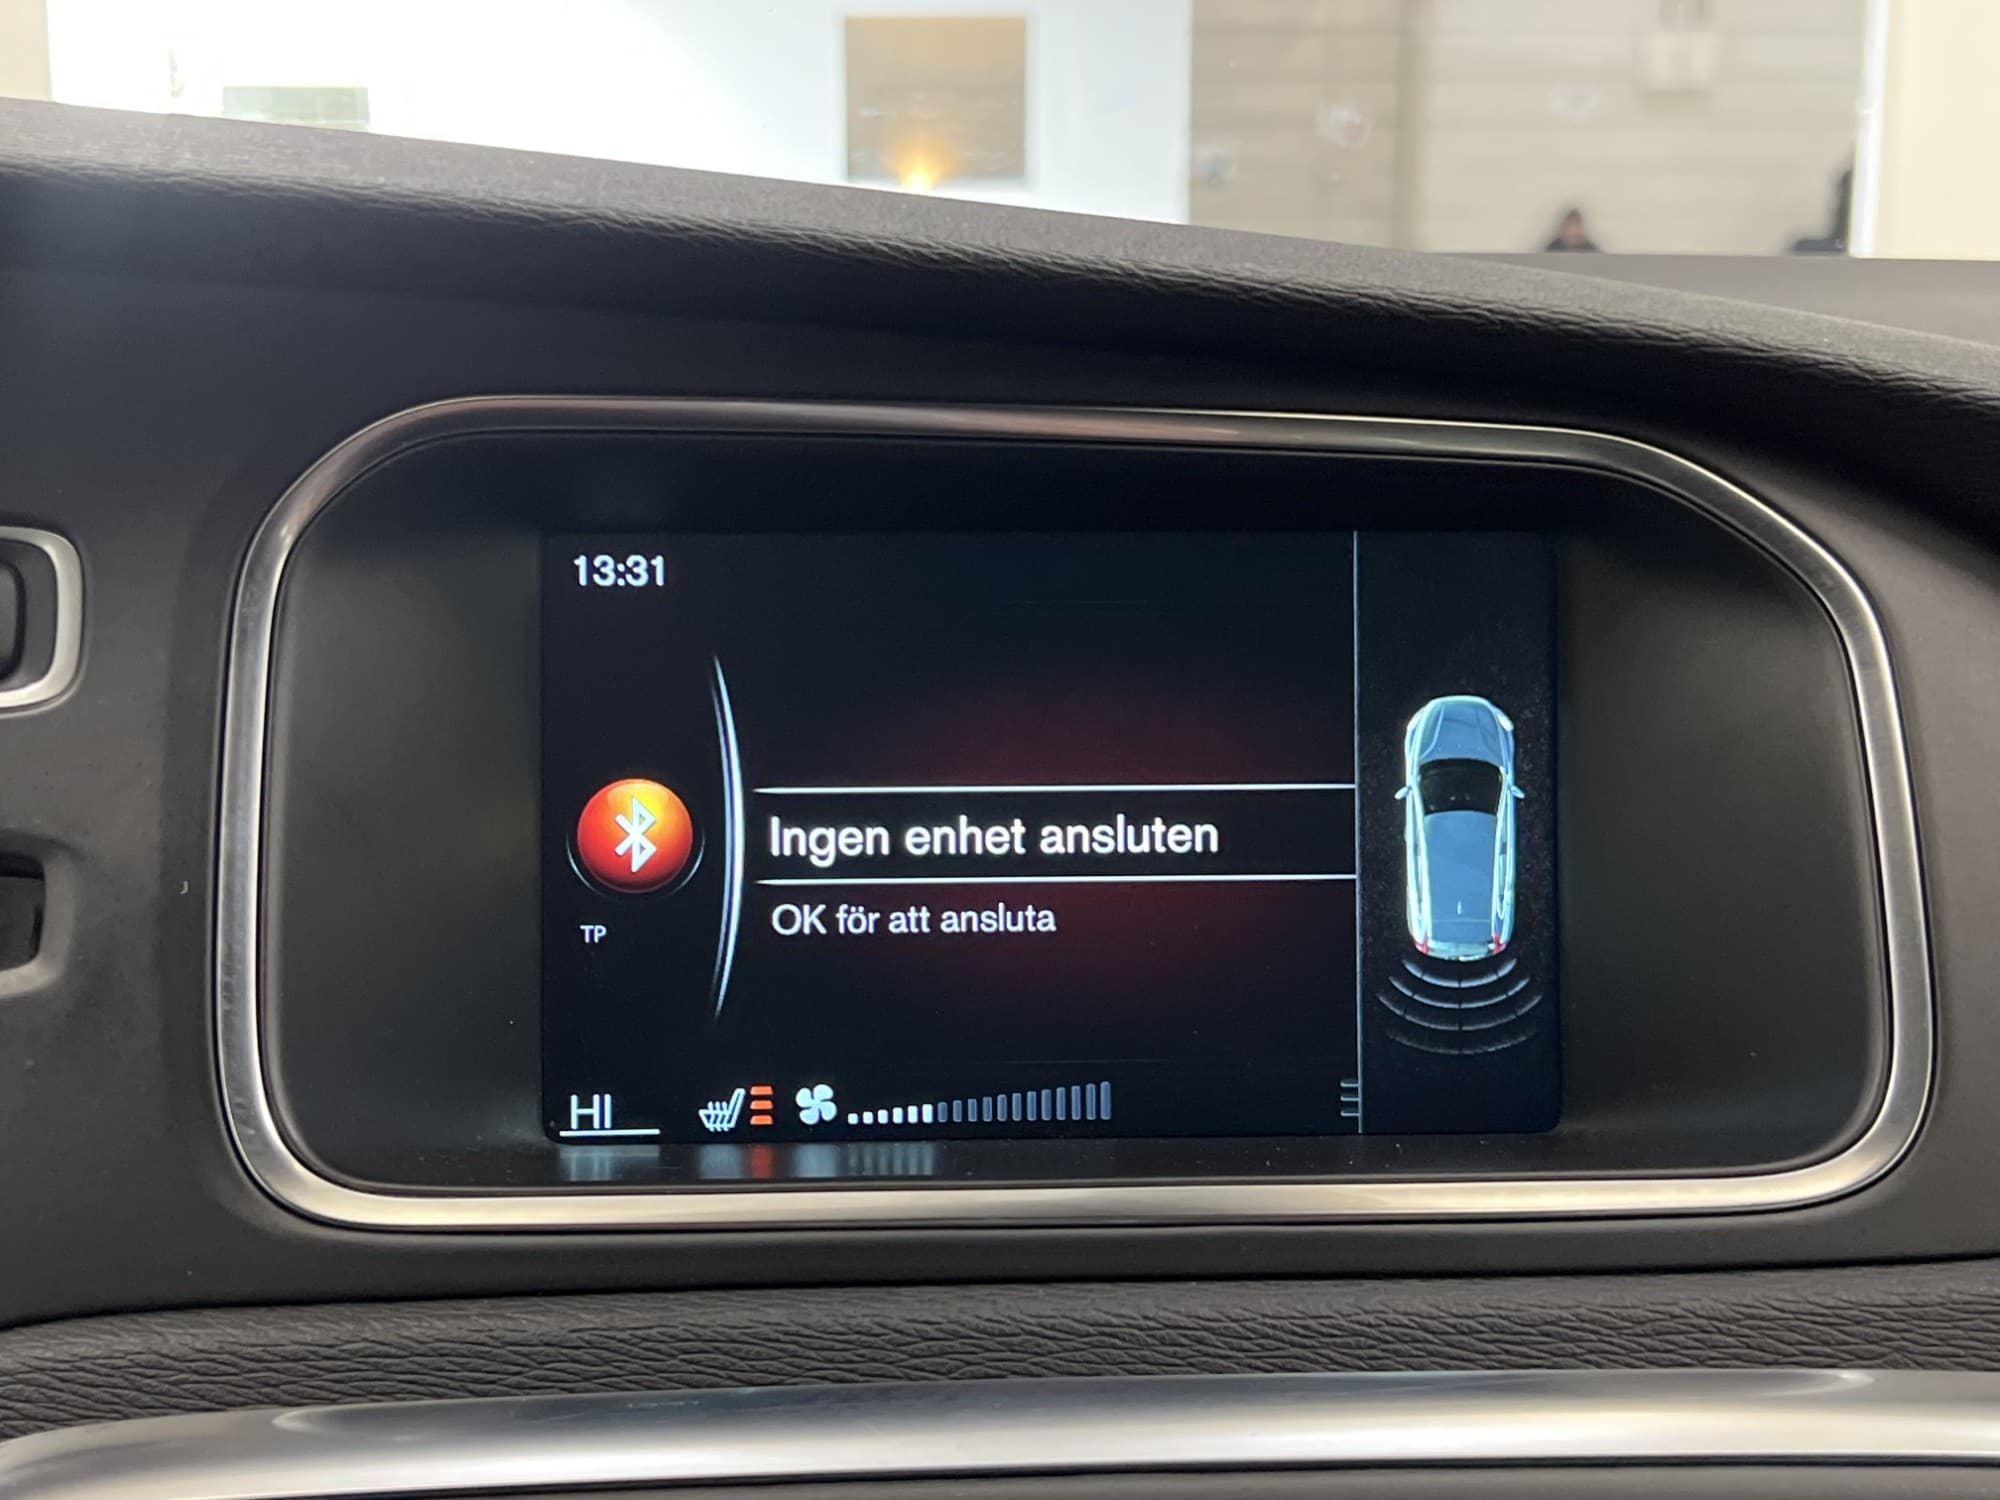 13:31
Ingen enhet ansluten
OK för att ansluta
TP
HI